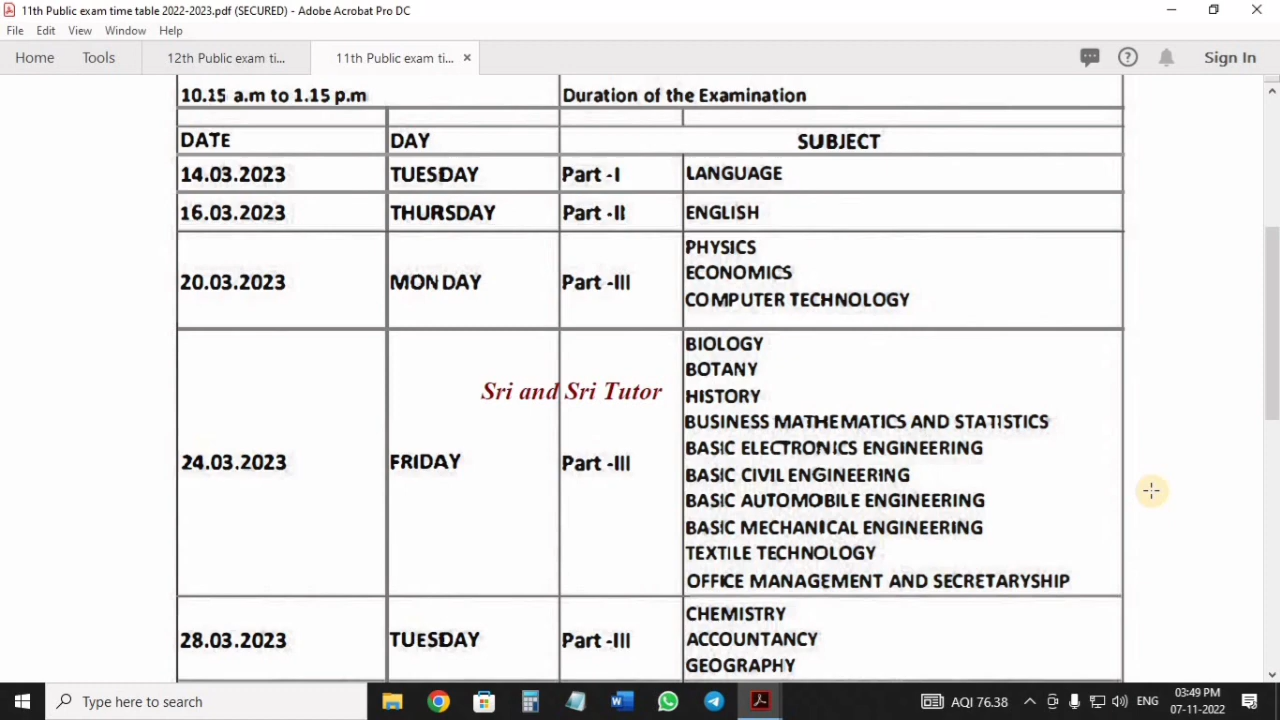 11th Public exam time table 2022-2023.pdf (SECURED) - Adobe Acrobat Pro DC
File Edit View Window Help
Home Tools 12th Public exam ti... 11th Public exam ti... × Sign In
10.15 a.m to 1.15 p.m Duration of the Examination
DATE DAY SUBJECT
14.03.2023 TUESDAY Part -I LANGUAGE
16.03.2023 THURSDAY Part -II ENGLISH
PHYSICS
ECONOMICS
20.03.2023 MONDAY Part -III
COMPUTER TECHNOLOGY
BIOLOGY
BOTANY
Sri and Sri Tutor
HISTORY
BUSINESS MATHEMATICS AND STATISTICS
BASIC ELECTRONICS ENGINEERING
24.03.2023 FRIDAY Part -III
BASIC CIVIL ENGINEERING
BASIC AUTOMOBILE ENGINEERING
BASIC MECHANICAL ENGINEERING
TEXTILE TECHNOLOGY
OFFICE MANAGEMENT AND SECRETARYSHIP
CHEMISTRY
28.03.2023 TUESDAY Part -III ACCOUNTANCY
GEOGRAPHY
Type here to search AQI 76.38 ENG 03:49 PM
07-11-2022